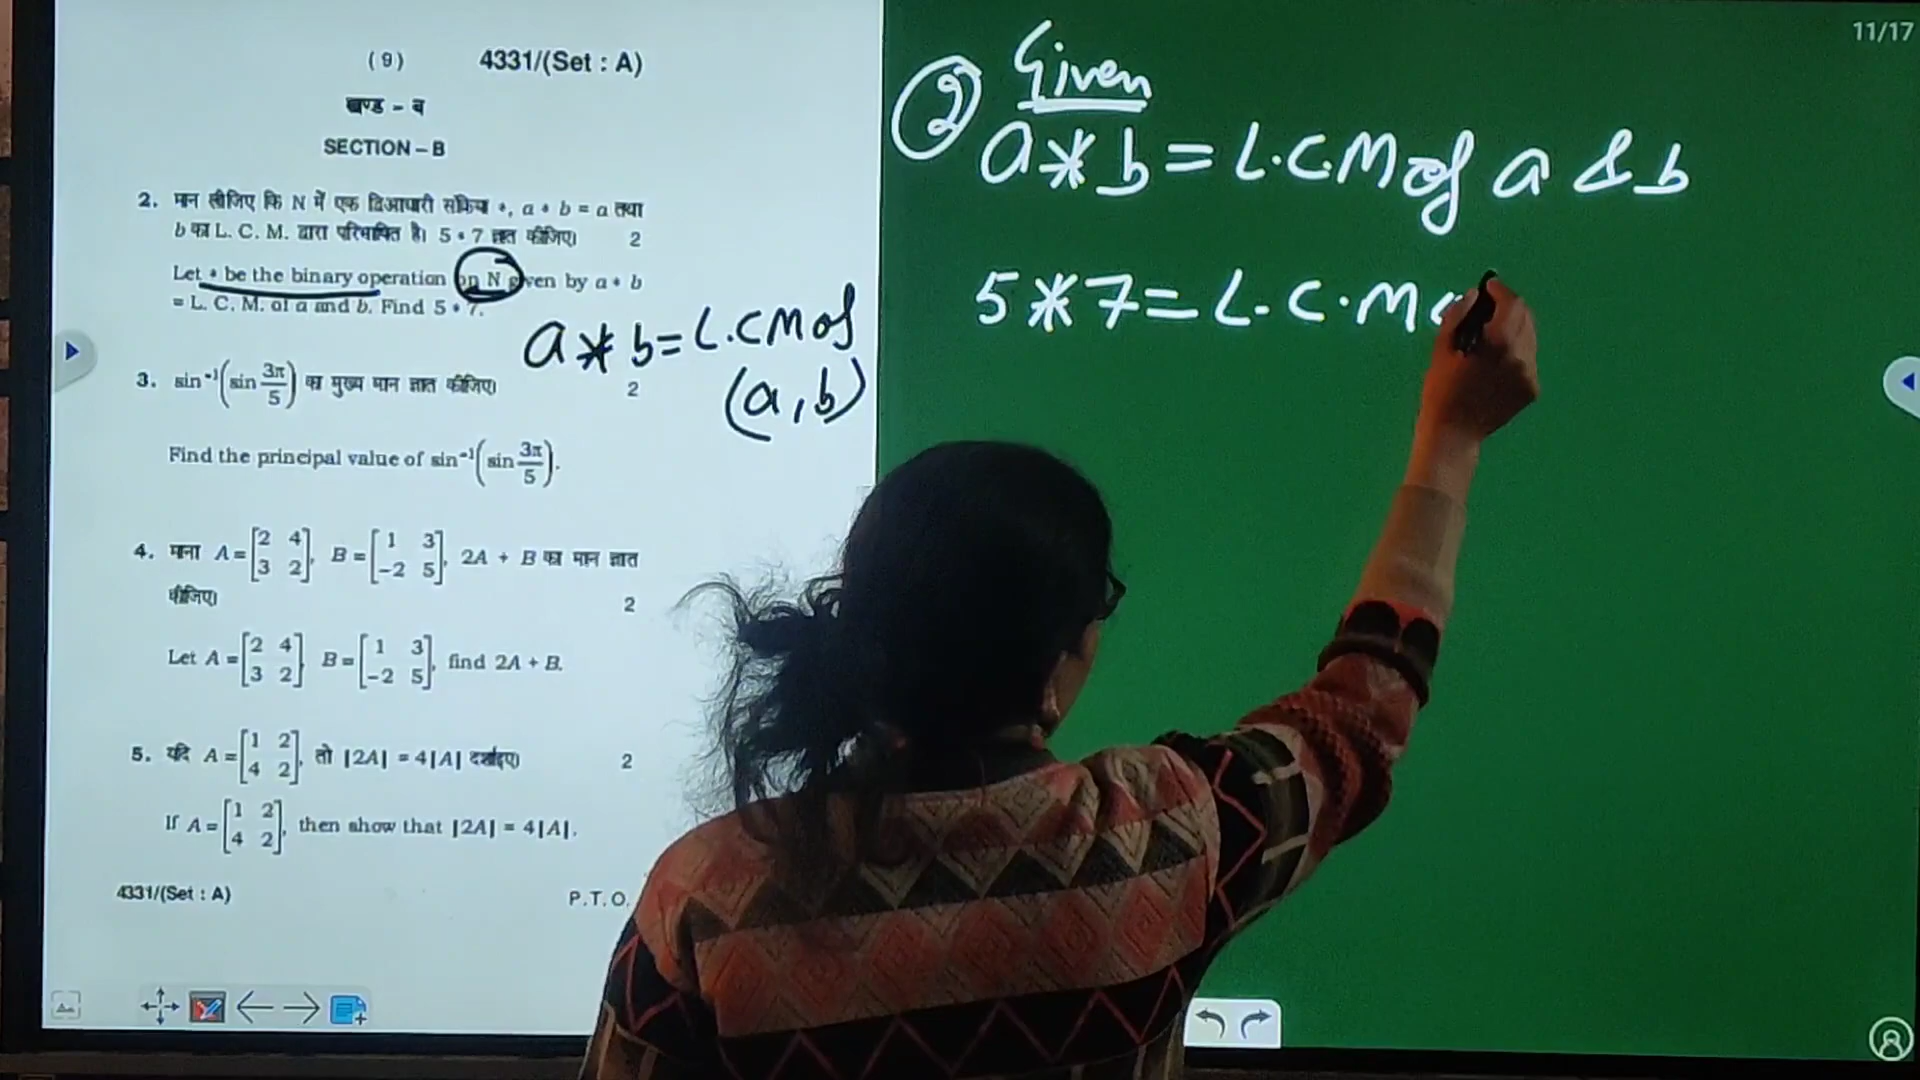 ( 9 ) 4331/(Set : A)
खण्ड – ब
SECTION – B
2. मान लीजिए कि N में एक द्विआधारी संक्रिया *, a * b = a तथा
b का L. C. M. द्वारा परिभाषित है। 5 * 7 ज्ञात कीजिए। 2
Let * be the binary operation on N given by a * b
= L. C. M. of a and b. Find 5 * 7.
a * b = L.C.M of
(a, b)
3. sin⁻¹(sin 3π/5) का मुख्य मान ज्ञात कीजिए। 2
Find the principal value of sin⁻¹(sin 3π/5).
4. माना A = [2 4; 3 2], B = [1 3; –2 5], 2A + B का मान ज्ञात
कीजिए। 2
Let A = [2 4; 3 2], B = [1 3; –2 5], find 2A + B.
5. यदि A = [1 2; 4 2], तो |2A| = 4|A| दर्शाइए। 2
If A = [1 2; 4 2], then show that |2A| = 4|A|.
4331/(Set : A) P.T.O.
11/17
2 Given
a * b = L.C.M of a & b
5 * 7 = L.C.M